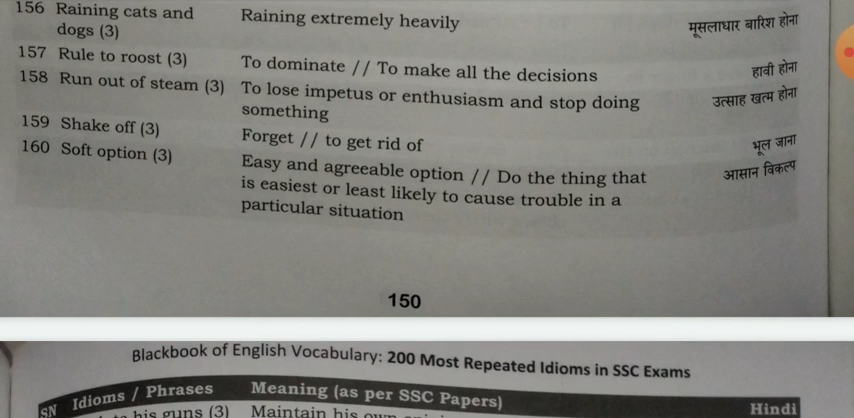 156 Raining cats and dogs (3) Raining extremely heavily मूसलाधार बारिश होना
157 Rule to roost (3) To dominate // To make all the decisions हावी होना
158 Run out of steam (3) To lose impetus or enthusiasm and stop doing something उत्साह खत्म होना
159 Shake off (3) Forget // to get rid of भूल जाना
160 Soft option (3) Easy and agreeable option // Do the thing that
is easiest or least likely to cause trouble in a
particular situation आसान विकल्प
150
Blackbook of English Vocabulary: 200 Most Repeated Idioms in SSC Exams
SN Idioms / Phrases Meaning (as per SSC Papers) Hindi
his guns (3) Maintain his own